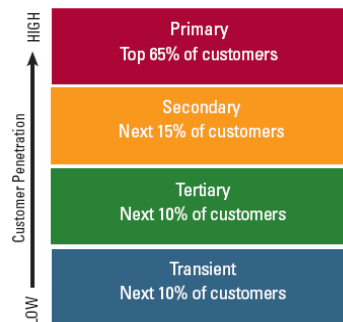 HIGH
Customer Penetration
LOW
Primary
Top 65% of customers
Secondary
Next 15% of customers
Tertiary
Next 10% of customers
Transient
Next 10% of customers